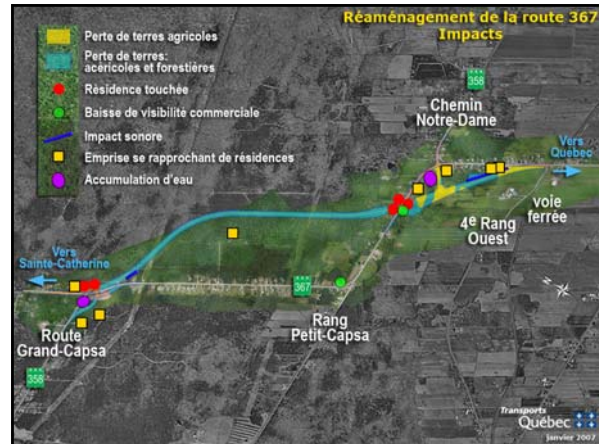 Réaménagement de la route 367
Impacts
Perte de terres agricoles
Perte de terres:
acéricoles et forestières
Résidence touchée
Baisse de visibilité commerciale
Impact sonore
Emprise se rapprochant de résidences
Accumulation d'eau
358
Chemin
Notre-Dame
Vers
Québec
voie
ferrée
4e Rang
Ouest
Vers
Sainte-Catherine
367
Rang
Petit-Capsa
Route
Grand-Capsa
358
N
Transports
Québec
janvier 2007